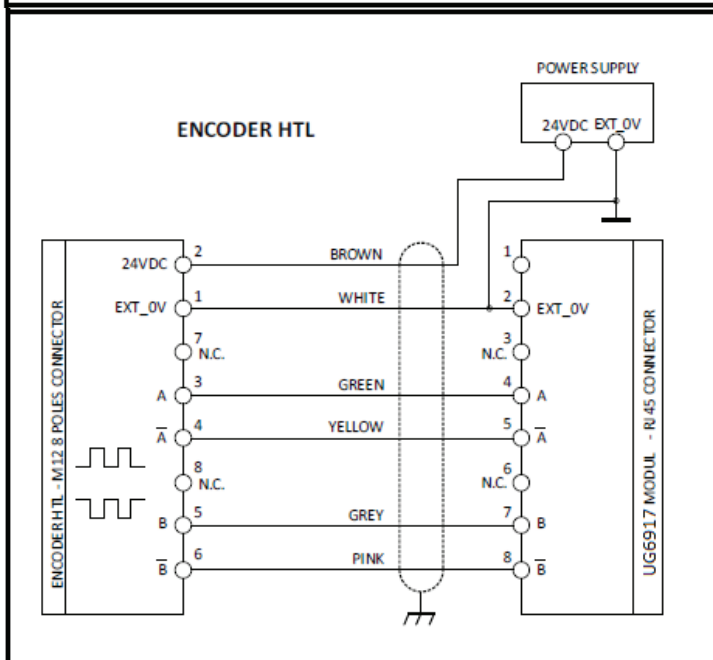 POWER SUPPLY
ENCODER HTL
24VDC EXT_0V
2 BROWN 1
24VDC
1 WHITE 2
EXT_0V EXT_0V
7 3
N.C. N.C.
3 GREEN 4
A A
4 YELLOW 5
A̅ A̅
8 6
N.C. N.C.
5 GREY 7
B B
6 PINK 8
B̅ B̅
ENCODER HTL - M12 8 POLES CONNECTOR
UG6917 MODUL - RJ45 CONNECTOR